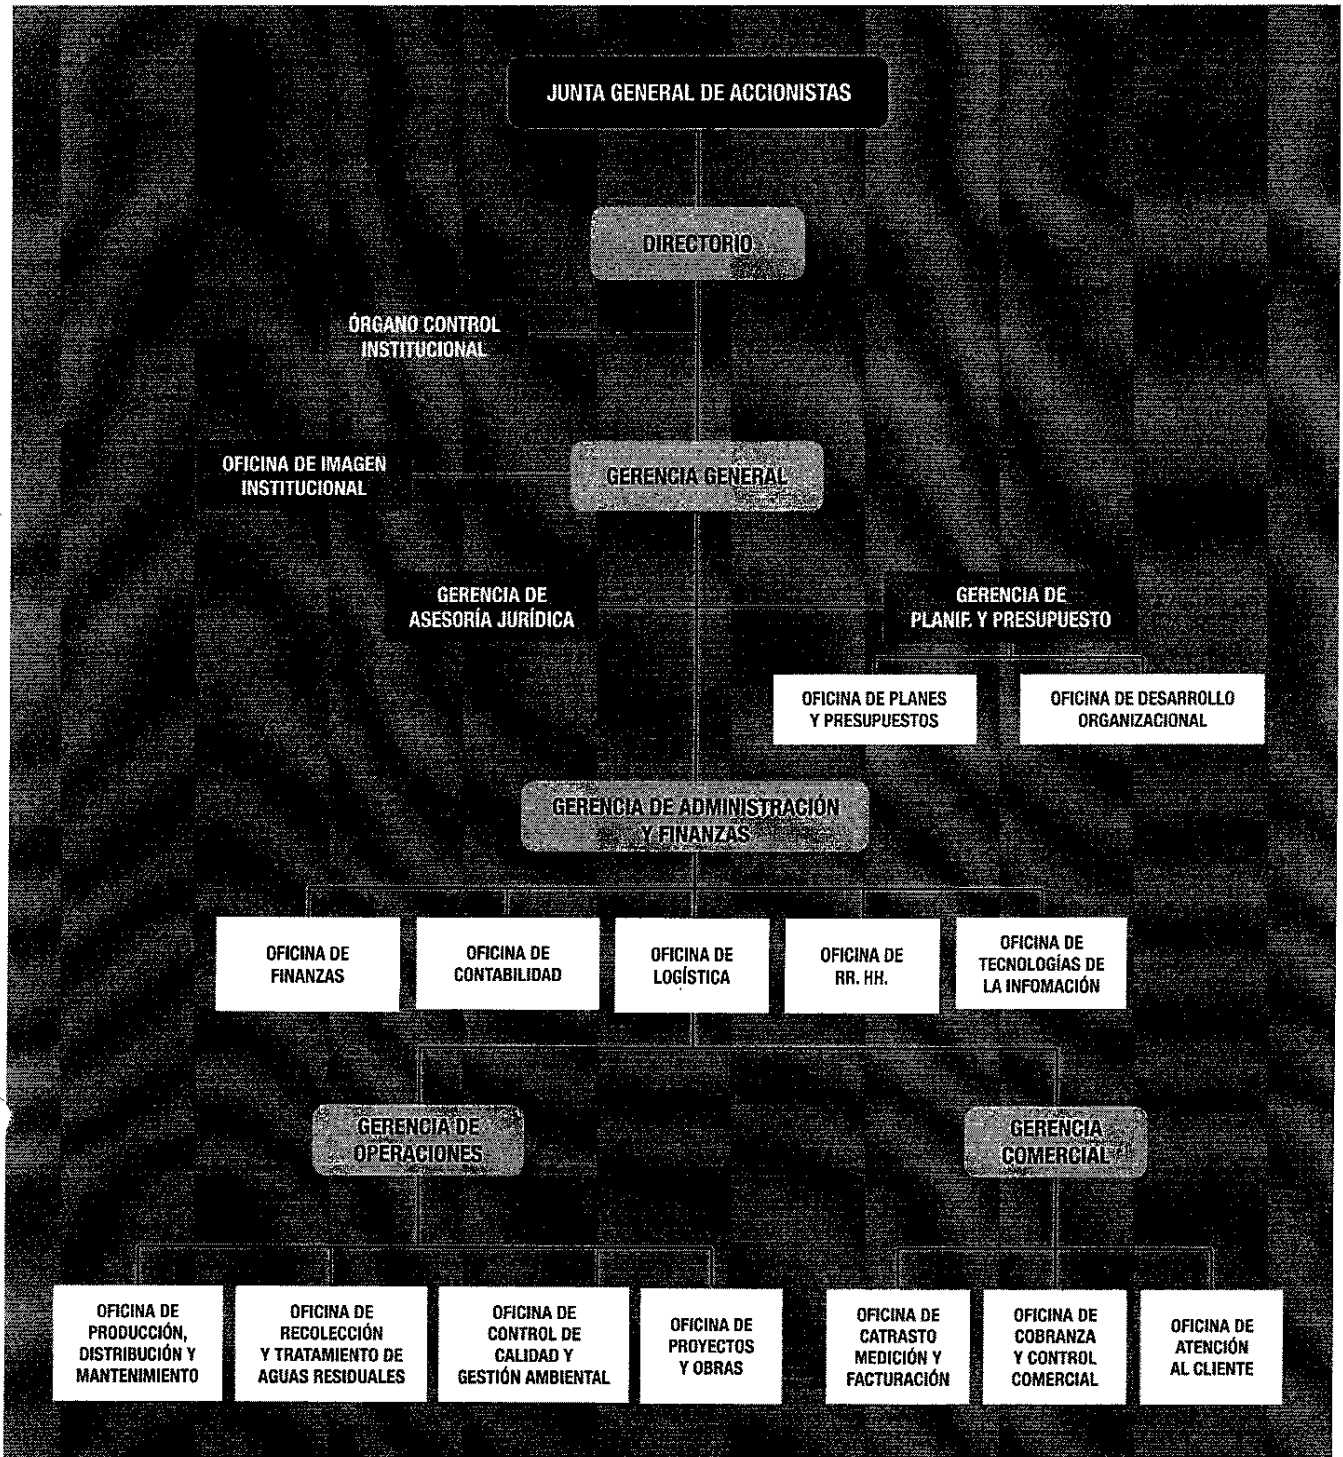 JUNTA GENERAL DE ACCIONISTAS
DIRECTORIO
ÓRGANO CONTROL
INSTITUCIONAL
OFICINA DE IMAGEN
INSTITUCIONAL
GERENCIA GENERAL
GERENCIA DE
ASESORÍA JURÍDICA
GERENCIA DE
PLANIF. Y PRESUPUESTO
OFICINA DE PLANES
Y PRESUPUESTOS
OFICINA DE DESARROLLO
ORGANIZACIONAL
GERENCIA DE ADMINISTRACIÓN
Y FINANZAS
OFICINA DE
FINANZAS
OFICINA DE
CONTABILIDAD
OFICINA DE
LOGÍSTICA
OFICINA DE
RR. HH.
OFICINA DE
TECNOLOGÍAS DE
LA INFOMACIÓN
GERENCIA DE
OPERACIONES
GERENCIA
COMERCIAL
OFICINA DE
PRODUCCIÓN,
DISTRIBUCIÓN Y
MANTENIMIENTO
OFICINA DE
RECOLECCIÓN
Y TRATAMIENTO DE
AGUAS RESIDUALES
OFICINA DE
CONTROL DE
CALIDAD Y
GESTIÓN AMBIENTAL
OFICINA DE
PROYECTOS
Y OBRAS
OFICINA DE
CATRASTO
MEDICIÓN Y
FACTURACIÓN
OFICINA DE
COBRANZA
Y CONTROL
COMERCIAL
OFICINA DE
ATENCIÓN
AL CLIENTE